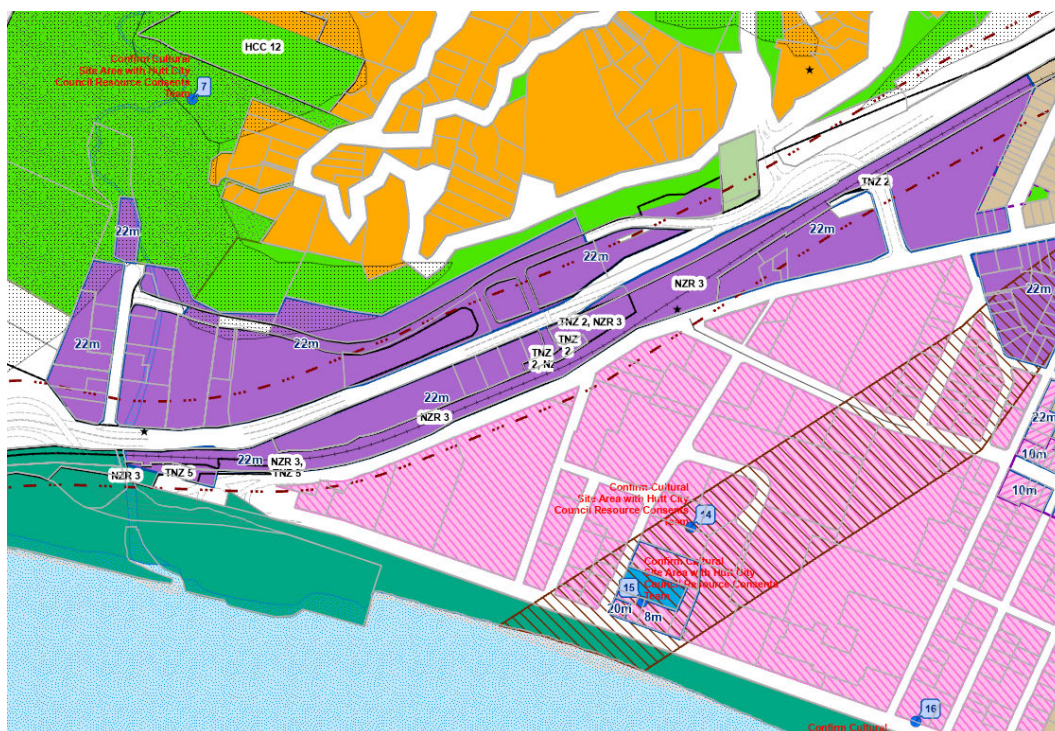 HCC 12
Confirm Cultural
Site Area with Hutt City
Council Resource Consents
Team
7
TNZ 2
22m
22m
22m
NZR 3
22m
22m
TNZ 2, NZR 3
TNZ
2
TNZ
2, NZ
22m
NZR 3
22m
10m
10m
22m
NZR 3,
TNZ 5
NZR 3
TNZ 5
Confirm Cultural
Site Area with Hutt City
Council Resource Consents
Team
14
Confirm Cultural
Site Area with Hutt City
Council Resource Consents
Team
15
20m
8m
16
Confirm Cultural